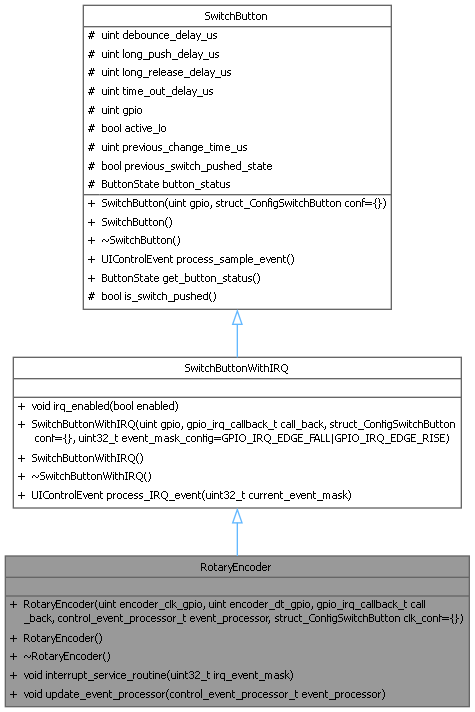 SwitchButton
# uint debounce_delay_us
# uint long_push_delay_us
# uint long_release_delay_us
# uint time_out_delay_us
# uint gpio
# bool active_lo
# uint previous_change_time_us
# bool previous_switch_pushed_state
# ButtonState button_status
+ SwitchButton(uint gpio, struct_ConfigSwitchButton conf={})
+ SwitchButton()
+ ~SwitchButton()
+ UIControlEvent process_sample_event()
+ ButtonState get_button_status()
# bool is_switch_pushed()
SwitchButtonWithIRQ
+ void irq_enabled(bool enabled)
+ SwitchButtonWithIRQ(uint gpio, gpio_irq_callback_t call_back, struct_ConfigSwitchButton
conf={}, uint32_t event_mask_config=GPIO_IRQ_EDGE_FALL|GPIO_IRQ_EDGE_RISE)
+ SwitchButtonWithIRQ()
+ ~SwitchButtonWithIRQ()
+ UIControlEvent process_IRQ_event(uint32_t current_event_mask)
RotaryEncoder
+ RotaryEncoder(uint encoder_clk_gpio, uint encoder_dt_gpio, gpio_irq_callback_t call
_back, control_event_processor_t event_processor, struct_ConfigSwitchButton clk_conf={})
+ RotaryEncoder()
+ ~RotaryEncoder()
+ void interrupt_service_routine(uint32_t irq_event_mask)
+ void update_event_processor(control_event_processor_t event_processor)